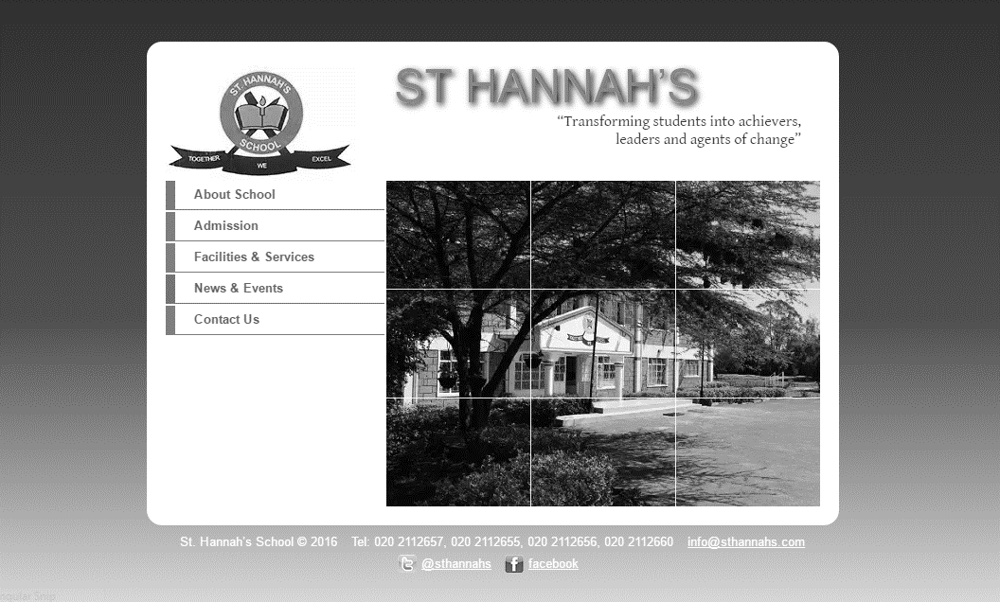 ST. HANNAH'S
SCHOOL
TOGETHER
WE
EXCEL
ST HANNAH'S
“Transforming students into achievers,
leaders and agents of change”
About School
Admission
Facilities & Services
News & Events
Contact Us
St. Hannah's School © 2016 Tel: 020 2112657, 020 2112655, 020 2112656, 020 2112660 info@sthannahs.com
@sthannahs facebook